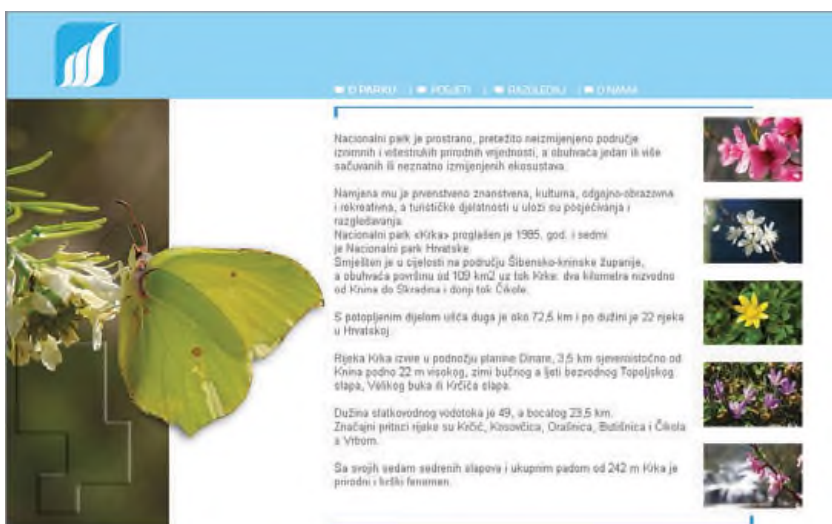 O PARKU | POSJETI | RAZGLEDAJ | O NAMA
Nacionalni park je prostrano, pretežito neizmijenjeno područje
iznimnih i višestrukih prirodnih vrijednosti, a obuhvaća jedan ili više
sačuvanih ili neznatno izmijenjenih ekosustava.
Namjena mu je prvenstveno znanstvena, kulturna, odgojno-obrazovna
i rekreativna, a turističke djelatnosti u ulozi su posjećivanja i
razgledavanja.
Nacionalni park «Krka» proglašen je 1985. god. i sedmi
je Nacionalni park Hrvatske.
Smješten je u cijelosti na području Šibensko-kninske županije,
a obuhvaća površinu od 109 km2 uz tok Krke: dva kilometra nizvodno
od Knina do Skradina i donji tok Čikole.
S potopljenim dijelom ušća duga je oko 72,5 km i po dužini je 22 rijeka
u Hrvatskoj.
Rijeka Krka izvire u podnožju planine Dinare, 3,5 km sjeveroistočno od
Knina podno 22 m visokog, zimi bučnog a ljeti bezvodnog Topoljskog
slapa, Velikog buka ili Krčića slapa.
Dužina slatkovodnog vodotoka je 49, a bočatog 23,5 km.
Značajni pritoci rijeke su Krčić, Kosovčica, Orašnica, Butišnica i Čikola
s Vrbom.
Sa svojih sedam sedrenih slapova i ukupnim padom od 242 m Krka je
prirodni i krški fenomen.